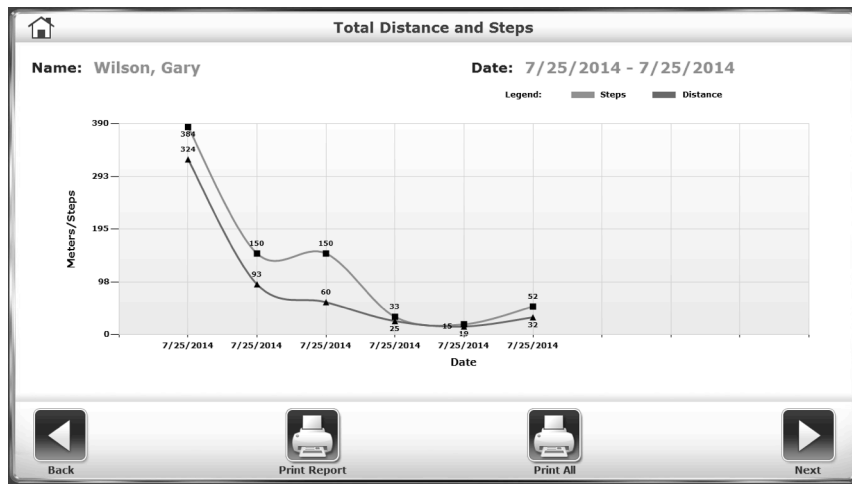 Total Distance and Steps
Name: Wilson, Gary
Date: 7/25/2014 - 7/25/2014
Legend: Steps Distance
390
384
324
293
Meters/Steps
195
150 150
98
93
60
33
25
15
19
52
32
0
7/25/2014 7/25/2014 7/25/2014 7/25/2014 7/25/2014 7/25/2014
Date
Back
Print Report
Print All
Next